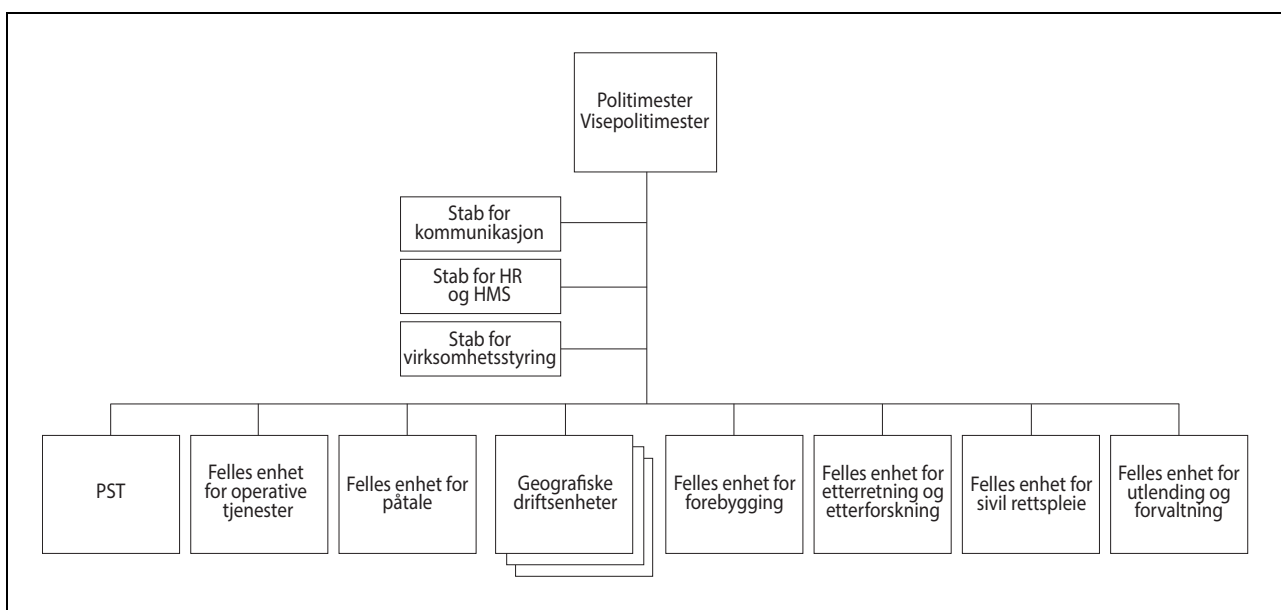 Politimester
Visepolitimester
Stab for
kommunikasjon
Stab for HR
og HMS
Stab for
virksomhetsstyring
PST
Felles enhet
for operative
tjenester
Felles enhet for
påtale
Geografiske
driftsenheter
Felles enhet for
forebygging
Felles enhet for
etterretning og
etterforskning
Felles enhet for
sivil rettspleie
Felles enhet for
utlending og
forvaltning